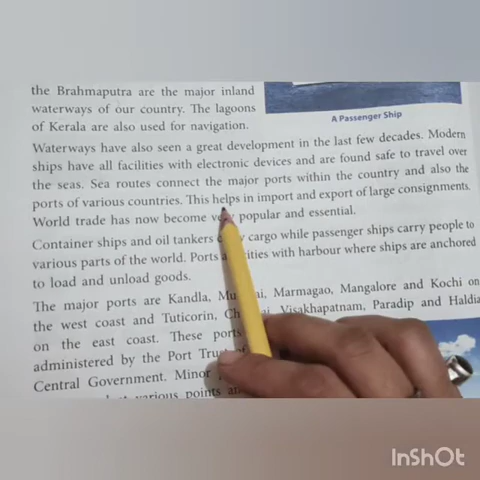 the Brahmaputra are the major inland
waterways of our country. The lagoons
of Kerala are also used for navigation.
A Passenger Ship
Waterways have also seen a great development in the last few decades. Modern
ships have all facilities with electronic devices and are found safe to travel over
the seas. Sea routes connect the major ports within the country and also the
ports of various countries. This helps in import and export of large consignments.
World trade has now become very popular and essential.
Container ships and oil tankers cargo while passenger ships carry people to
various parts of the world. Ports cities with harbour where ships are anchored
to load and unload goods.
The major ports are Kandla, Marmagao, Mangalore and Kochi on
the west coast and Tuticorin, Visakhapatnam, Paradip and Haldia
on the east coast. These ports
administered by the Port
Central Government. Minor
various points
InShOt